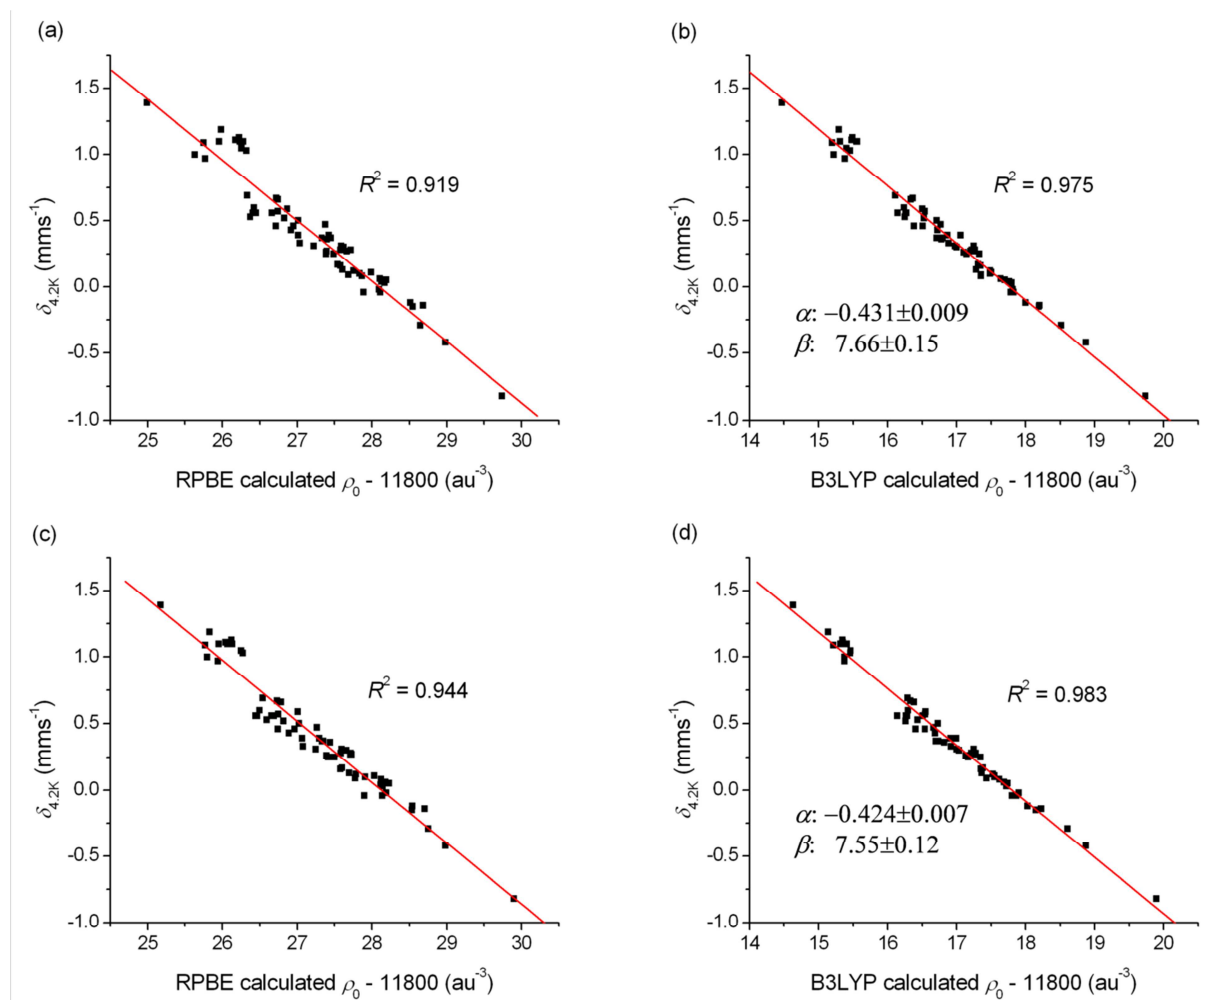 (a)
1.5
1.0
0.5
0.0
-0.5
-1.0
δ4.2K (mms-1)
R2 = 0.919
25 26 27 28 29 30
RPBE calculated ρ0 - 11800 (au-3)
(b)
1.5
1.0
0.5
0.0
-0.5
-1.0
δ4.2K (mms-1)
R2 = 0.975
α: −0.431±0.009
β: 7.66±0.15
14 15 16 17 18 19 20
B3LYP calculated ρ0 - 11800 (au-3)
(c)
1.5
1.0
0.5
0.0
-0.5
-1.0
δ4.2K (mms-1)
R2 = 0.944
25 26 27 28 29 30
RPBE calculated ρ0 - 11800 (au-3)
(d)
1.5
1.0
0.5
0.0
-0.5
-1.0
δ4.2K (mms-1)
R2 = 0.983
α: −0.424±0.007
β: 7.55±0.12
14 15 16 17 18 19 20
B3LYP calculated ρ0 - 11800 (au-3)